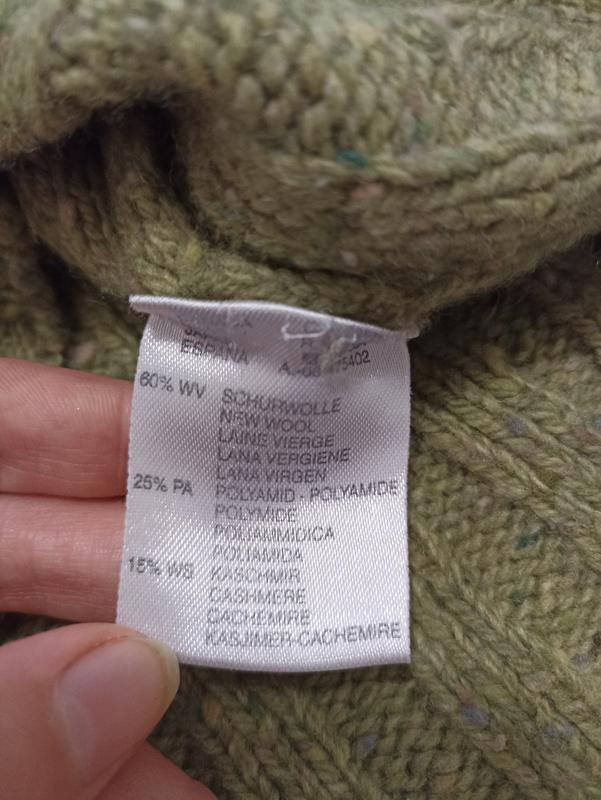 ESPAÑA
60% WV SCHURWOLLE
NEW WOOL
LAINE VIERGE
LANA VERGIENE
LANA VIRGEN
25% PA POLYAMID - POLYAMIDE
POLYMIDE
POLIAMMIDICA
POLIAMIDA
15% WS KASCHMIR
CASHMERE
CACHEMIRE
KASJIMER-CACHEMIRE